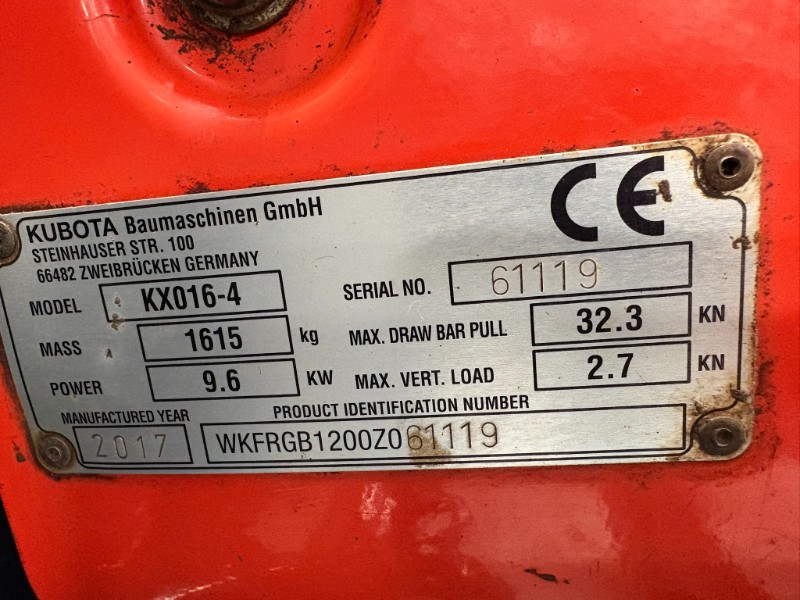 KUBOTA Baumaschinen GmbH
STEINHAUSER STR. 100
66482 ZWEIBRÜCKEN GERMANY
CE
MODEL KX016-4 SERIAL NO. 61119
MASS 1615 kg MAX. DRAW BAR PULL 32.3 KN
POWER 9.6 KW MAX. VERT. LOAD 2.7 KN
MANUFACTURED YEAR PRODUCT IDENTIFICATION NUMBER
2017 WKFRGB1200Z061119